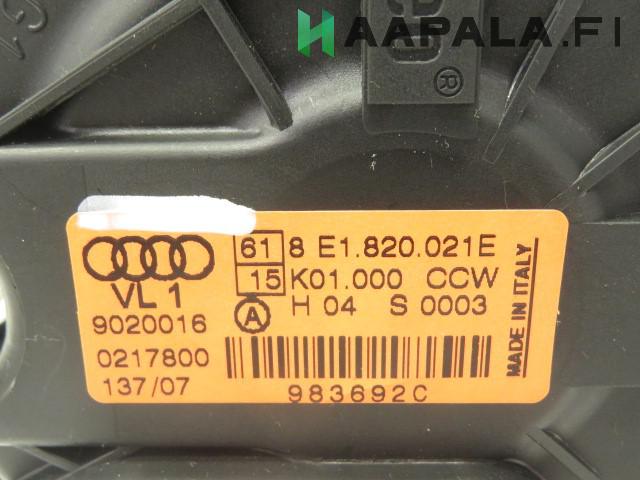 HAAPALA.FI
61 8 E1.820.021E
15 K01.000 CCW
VL 1
A H 04 S 0003
9020016
0217800
137/07
983692C
MADE IN ITALY
®